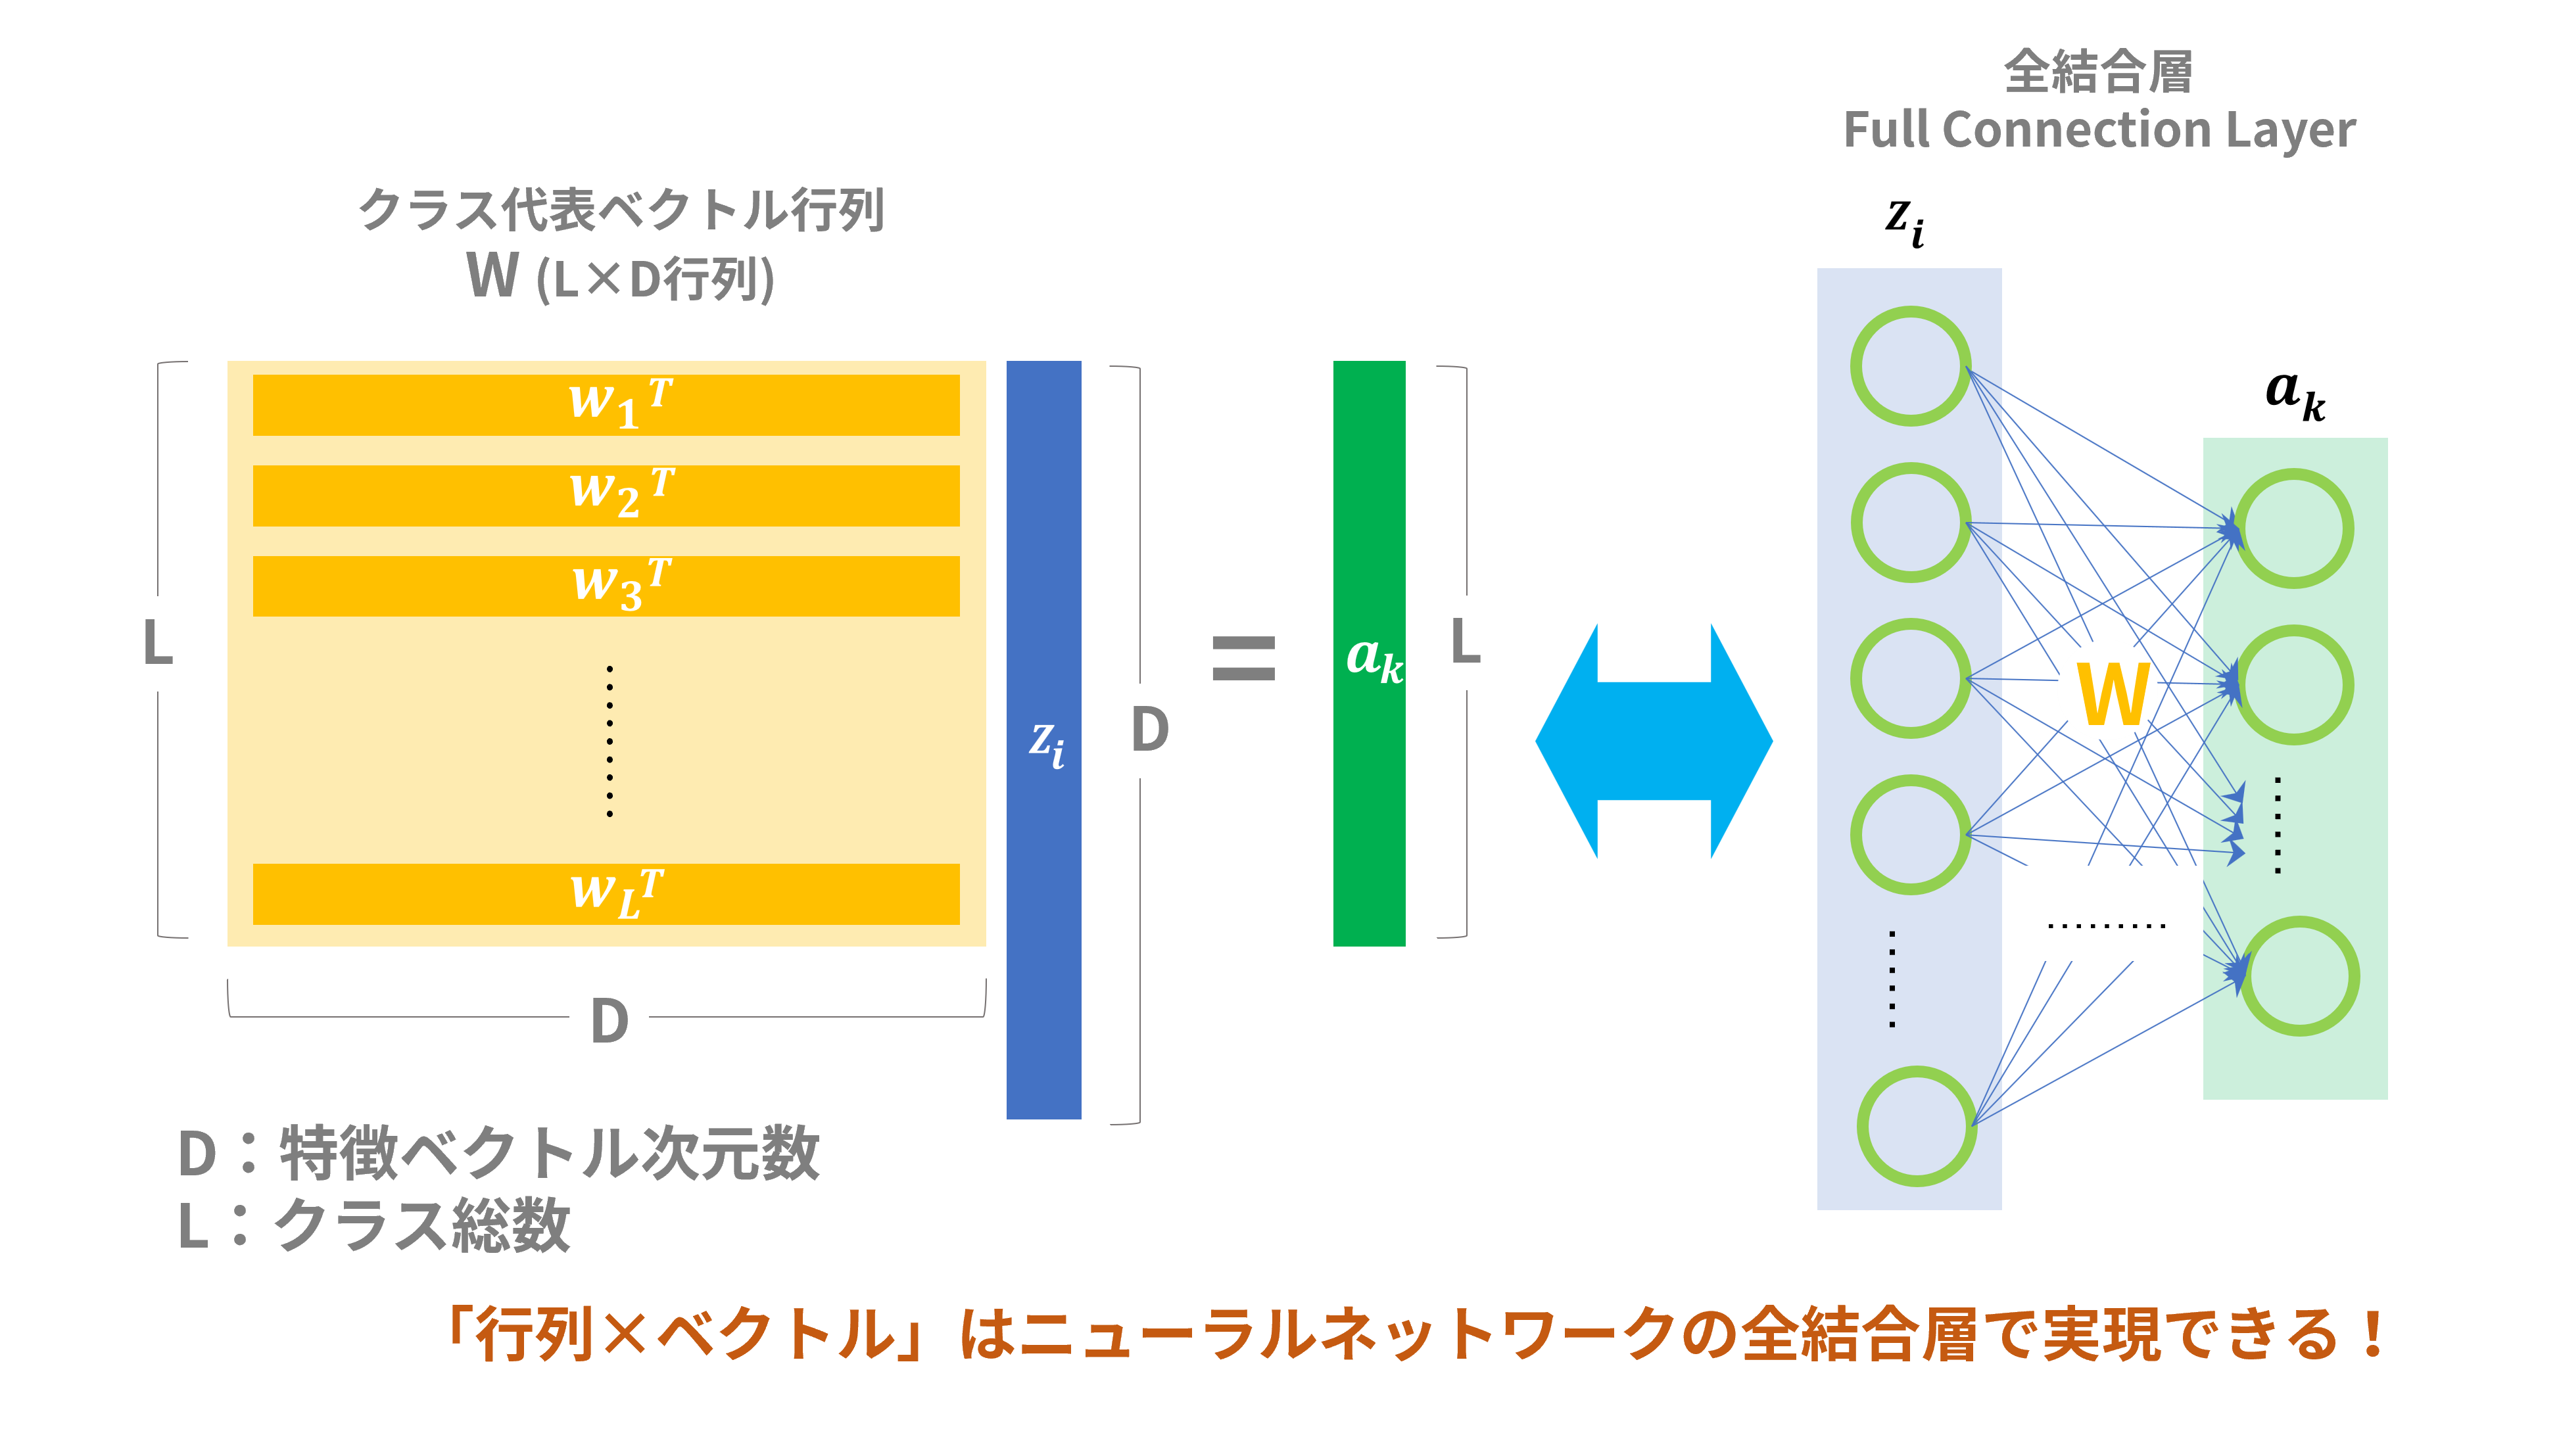 全結合層
Full Connection Layer
クラス代表ベクトル行列
W (L×D行列)
z_i
a_k
w_1^T
w_2^T
w_3^T
w_L^T
L
D
z_i
D
=
a_k
L
W
D：特徴ベクトル次元数
L：クラス総数
「行列×ベクトル」はニューラルネットワークの全結合層で実現できる！